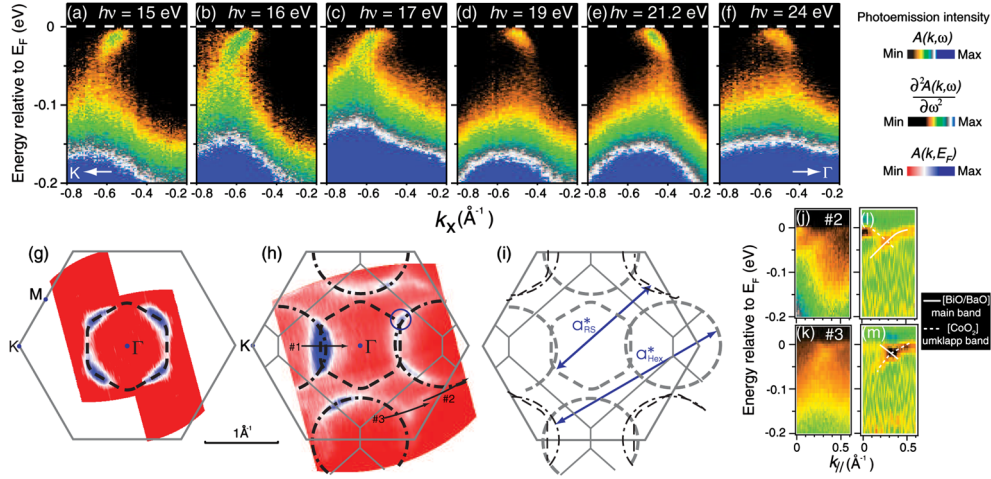 (a) hν = 15 eV
(b) hν = 16 eV
(c) hν = 17 eV
(d) hν = 19 eV
(e) hν = 21.2 eV
(f) hν = 24 eV
Energy relative to E_F (eV)
0
-0.1
-0.2
K
Γ
-0.8 -0.6 -0.4 -0.2
-0.8 -0.6 -0.4 -0.2
-0.8 -0.6 -0.4 -0.2
-0.8 -0.6 -0.4 -0.2
-0.8 -0.6 -0.4 -0.2
-0.8 -0.6 -0.4 -0.2
k_X (Å⁻¹)
Photoemission intensity
A(k,ω)
Min Max
∂²A(k,ω)
∂ω²
Min Max
A(k,E_F)
Min Max
(g)
M
K
Γ
1Å⁻¹
(h)
K
#1
Γ
#2
#3
(i)
a*_RS
a*_Hex
Energy relative to E_F (eV)
(j) #2
(l)
0
-0.1
-0.2
(k) #3
(m)
0
-0.1
-0.2
0 0.5 0 0.5
k_// (Å⁻¹)
[BiO/BaO]
main band
[CoO₂]
umklapp band